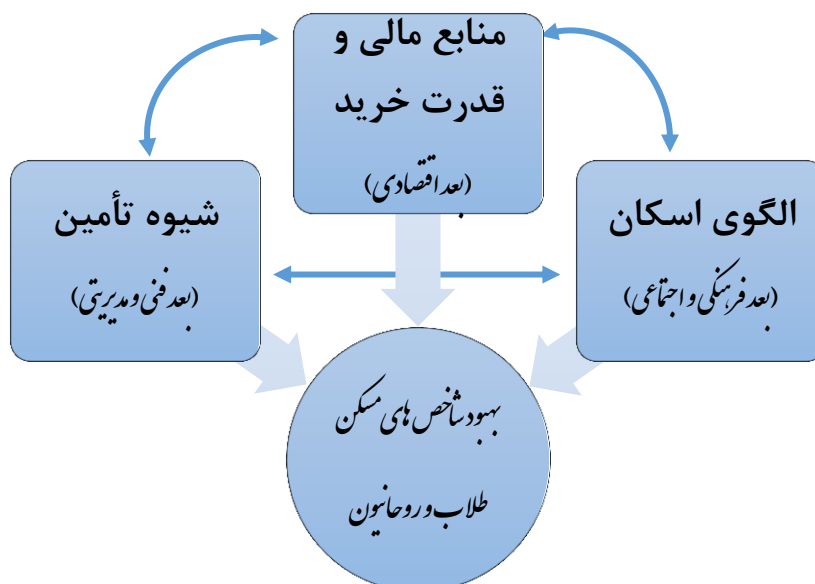 منابع مالی و
قدرت خرید
(بعد اقتصادی)
الگوی اسکان
(بعد فرهنگی و اجتماعی)
شیوه تأمین
(بعد فنی و مدیریتی)
بهبود شاخص های مسکن
طلاب و روحانیون